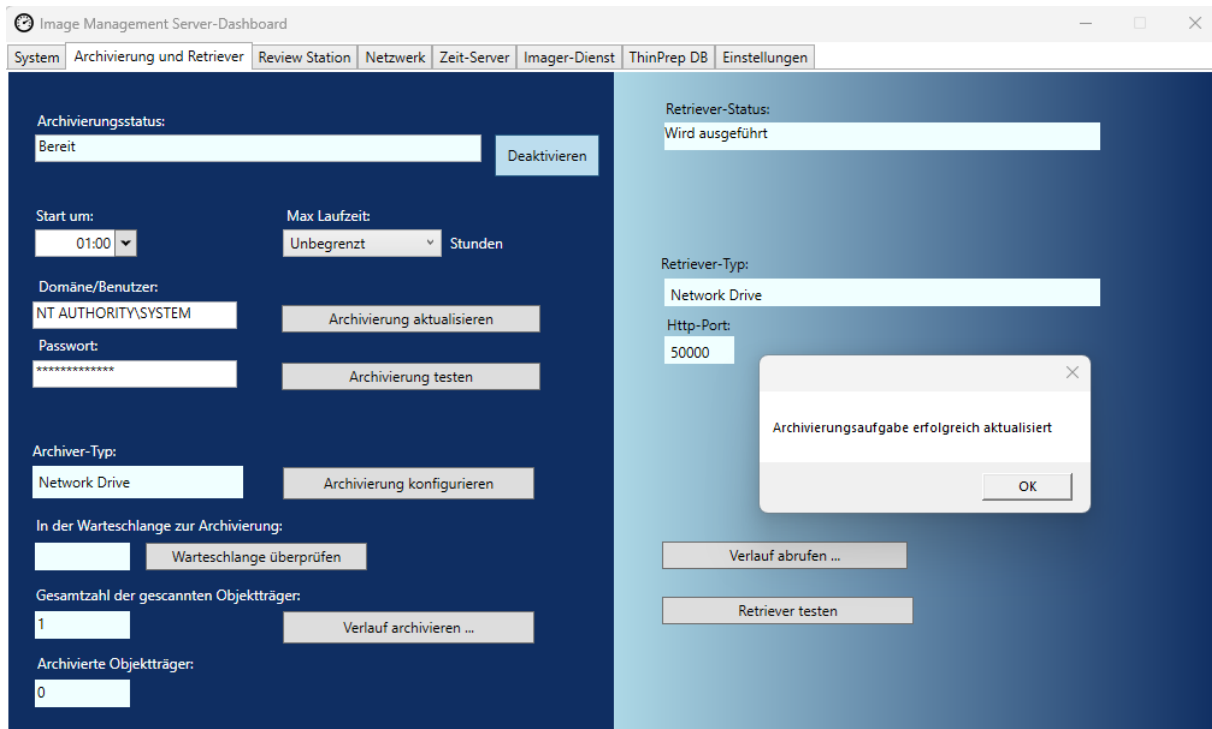 Image Management Server-Dashboard
System Archivierung und Retriever Review Station Netzwerk Zeit-Server Imager-Dienst ThinPrep DB Einstellungen
Archivierungsstatus:
Bereit
Deaktivieren
Start um:
Max Laufzeit:
01:00
Unbegrenzt
Stunden
Domäne/Benutzer:
NT AUTHORITY\SYSTEM
Archivierung aktualisieren
Passwort:
*************
Archivierung testen
Archiver-Typ:
Network Drive
Archivierung konfigurieren
In der Warteschlange zur Archivierung:
Warteschlange überprüfen
Gesamtzahl der gescannten Objektträger:
1
Verlauf archivieren ...
Archivierte Objektträger:
0
Retriever-Status:
Wird ausgeführt
Retriever-Typ:
Network Drive
Http-Port:
50000
Archivierungsaufgabe erfolgreich aktualisiert
OK
Verlauf abrufen ...
Retriever testen